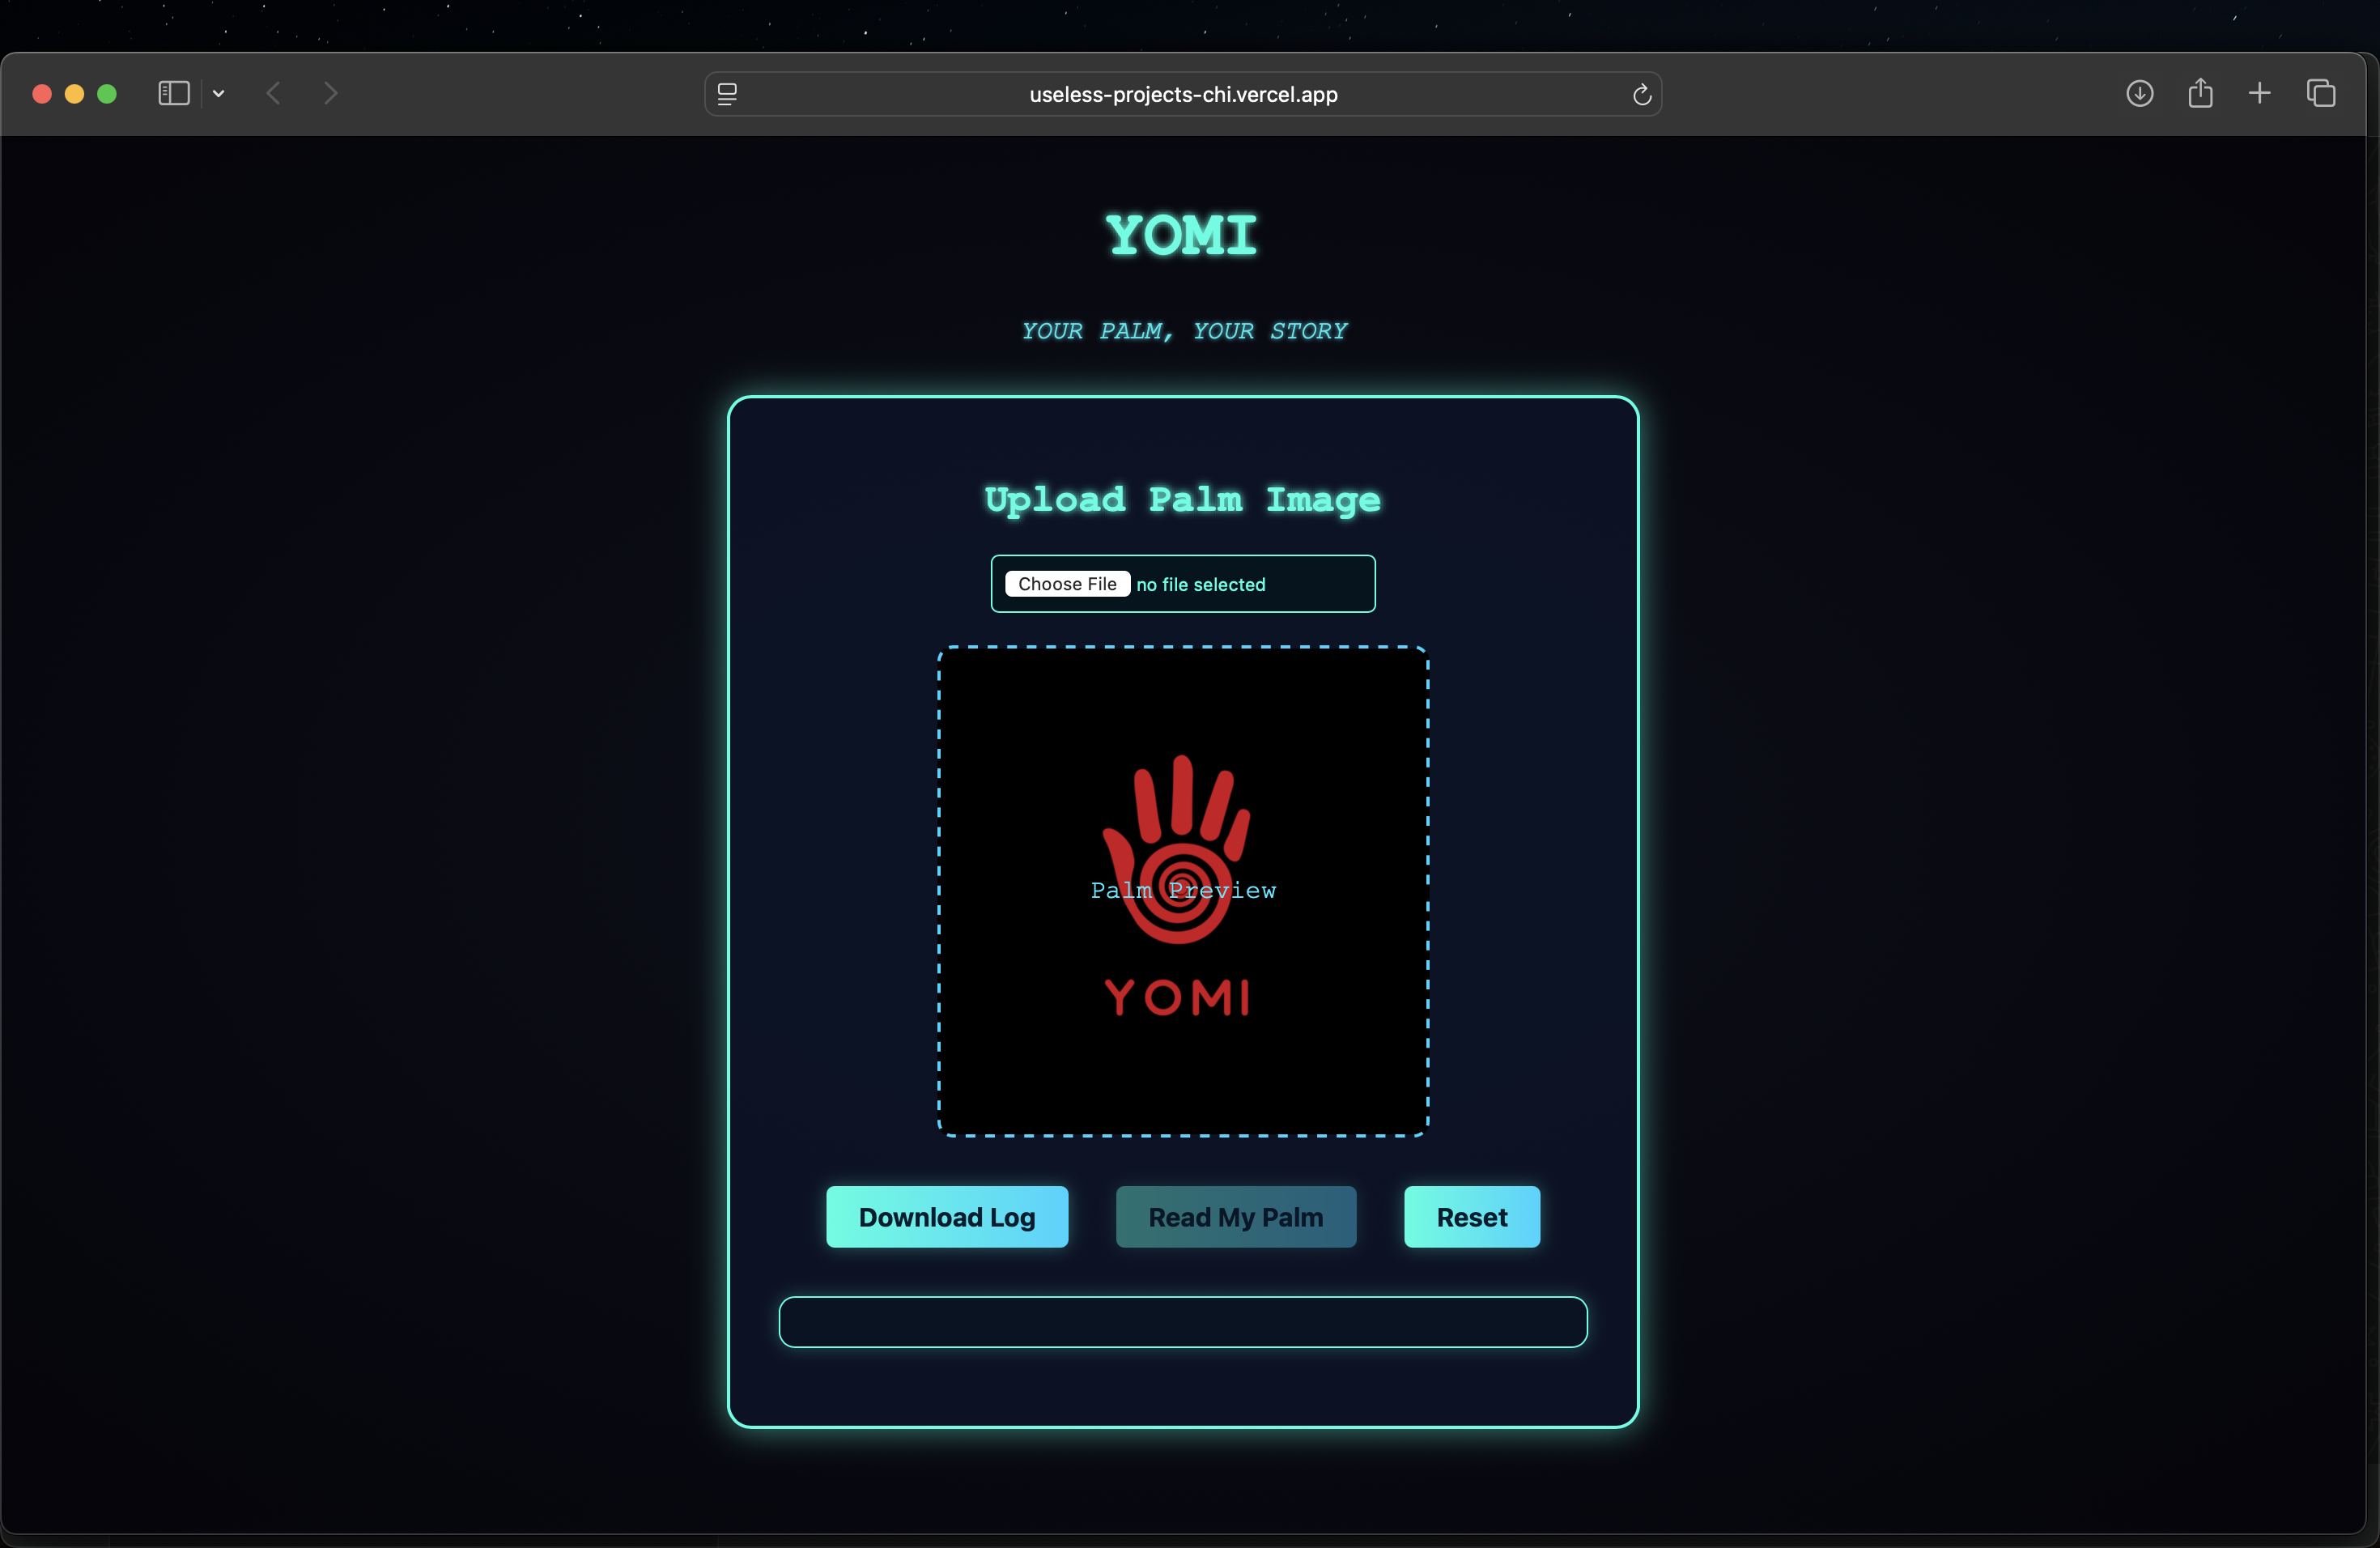 useless-projects-chi.vercel.app
YOMI
YOUR PALM, YOUR STORY
Upload Palm Image
Choose File no file selected
Palm Preview
YOMI
Download Log Read My Palm Reset